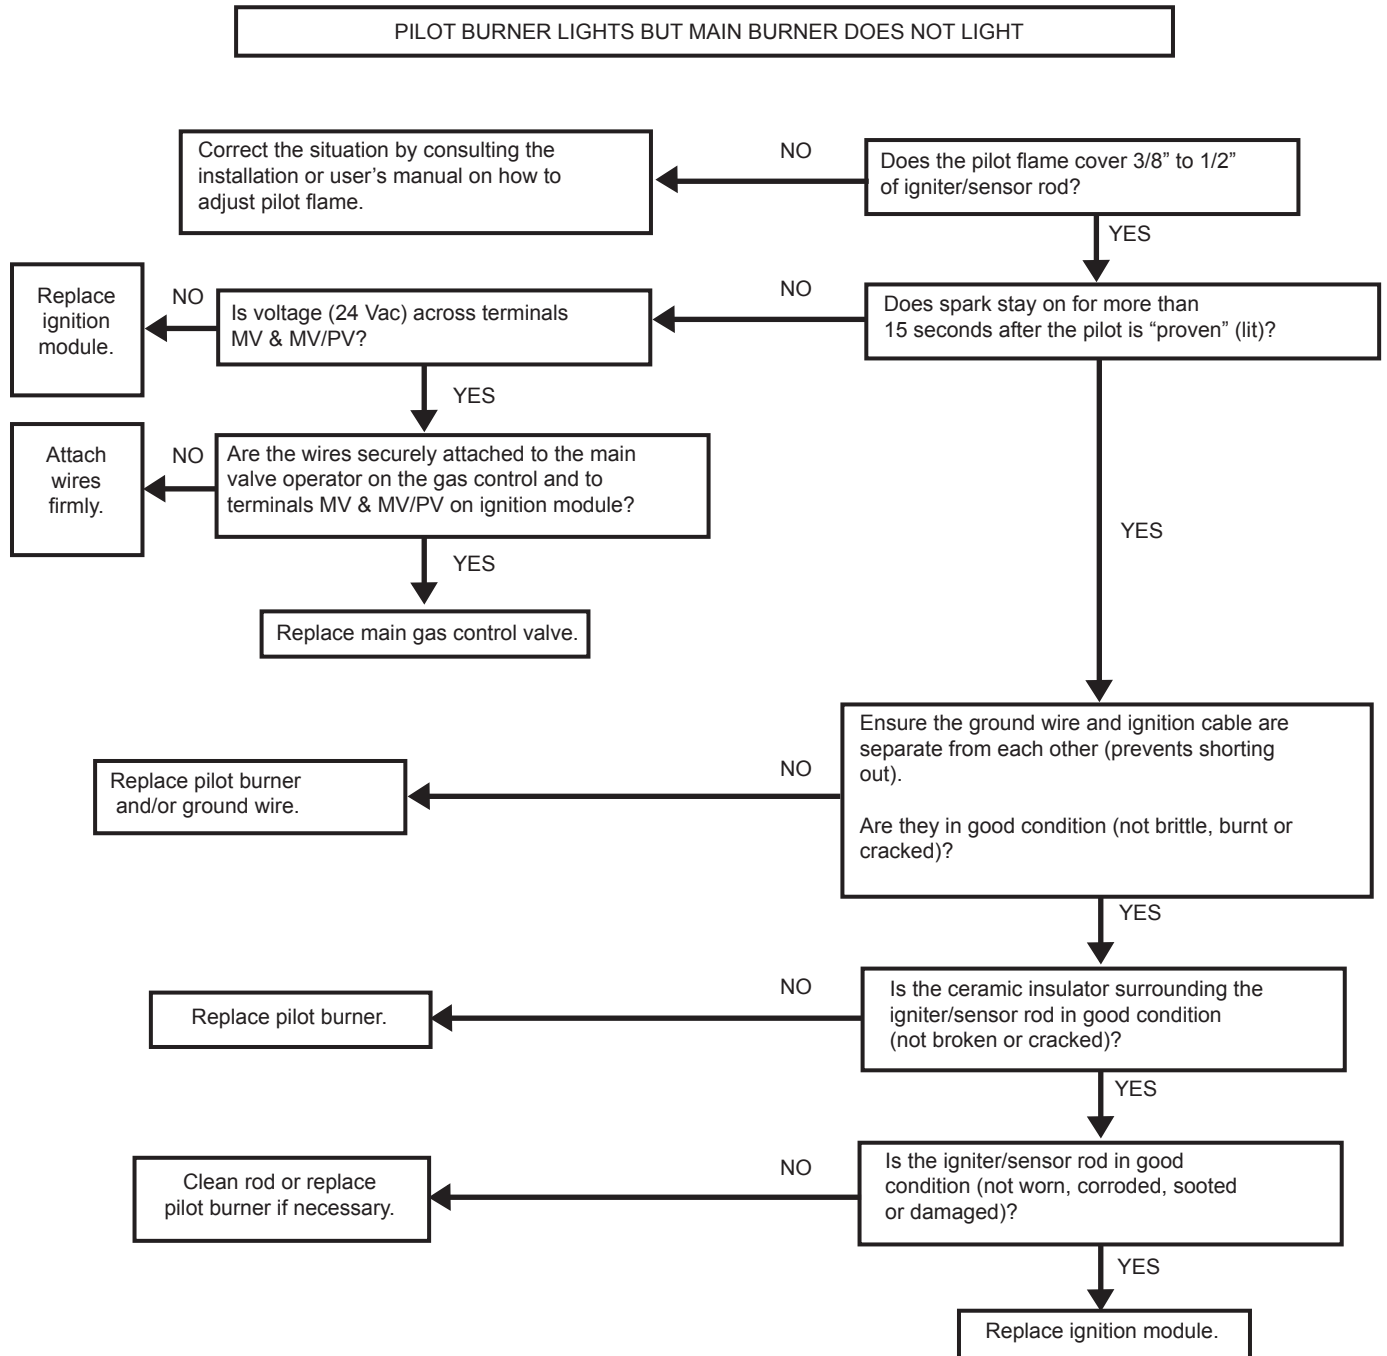 PILOT BURNER LIGHTS BUT MAIN BURNER DOES NOT LIGHT
Does the pilot flame cover 3/8” to 1/2”
of igniter/sensor rod?
NO
Correct the situation by consulting the
installation or user’s manual on how to
adjust pilot flame.
YES
Does spark stay on for more than
15 seconds after the pilot is “proven” (lit)?
NO
Is voltage (24 Vac) across terminals
MV & MV/PV?
NO
Replace
ignition
module.
YES
Are the wires securely attached to the main
valve operator on the gas control and to
terminals MV & MV/PV on ignition module?
NO
Attach
wires
firmly.
YES
Replace main gas control valve.
YES
Ensure the ground wire and ignition cable are
separate from each other (prevents shorting
out).
Are they in good condition (not brittle, burnt or
cracked)?
NO
Replace pilot burner
and/or ground wire.
YES
Is the ceramic insulator surrounding the
igniter/sensor rod in good condition
(not broken or cracked)?
NO
Replace pilot burner.
YES
Is the igniter/sensor rod in good
condition (not worn, corroded, sooted
or damaged)?
NO
Clean rod or replace
pilot burner if necessary.
YES
Replace ignition module.